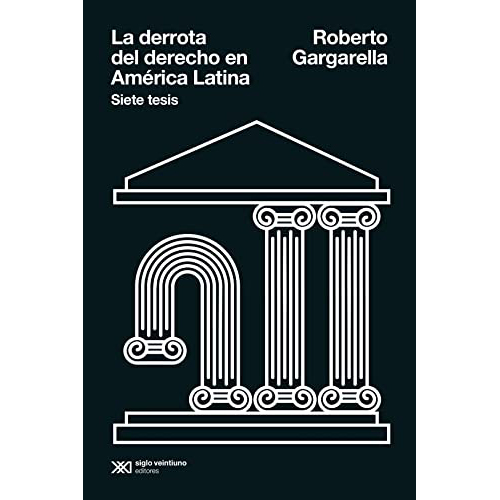 La derrota
del derecho en
América Latina
Siete tesis
Roberto
Gargarella
siglo veintiuno
editores